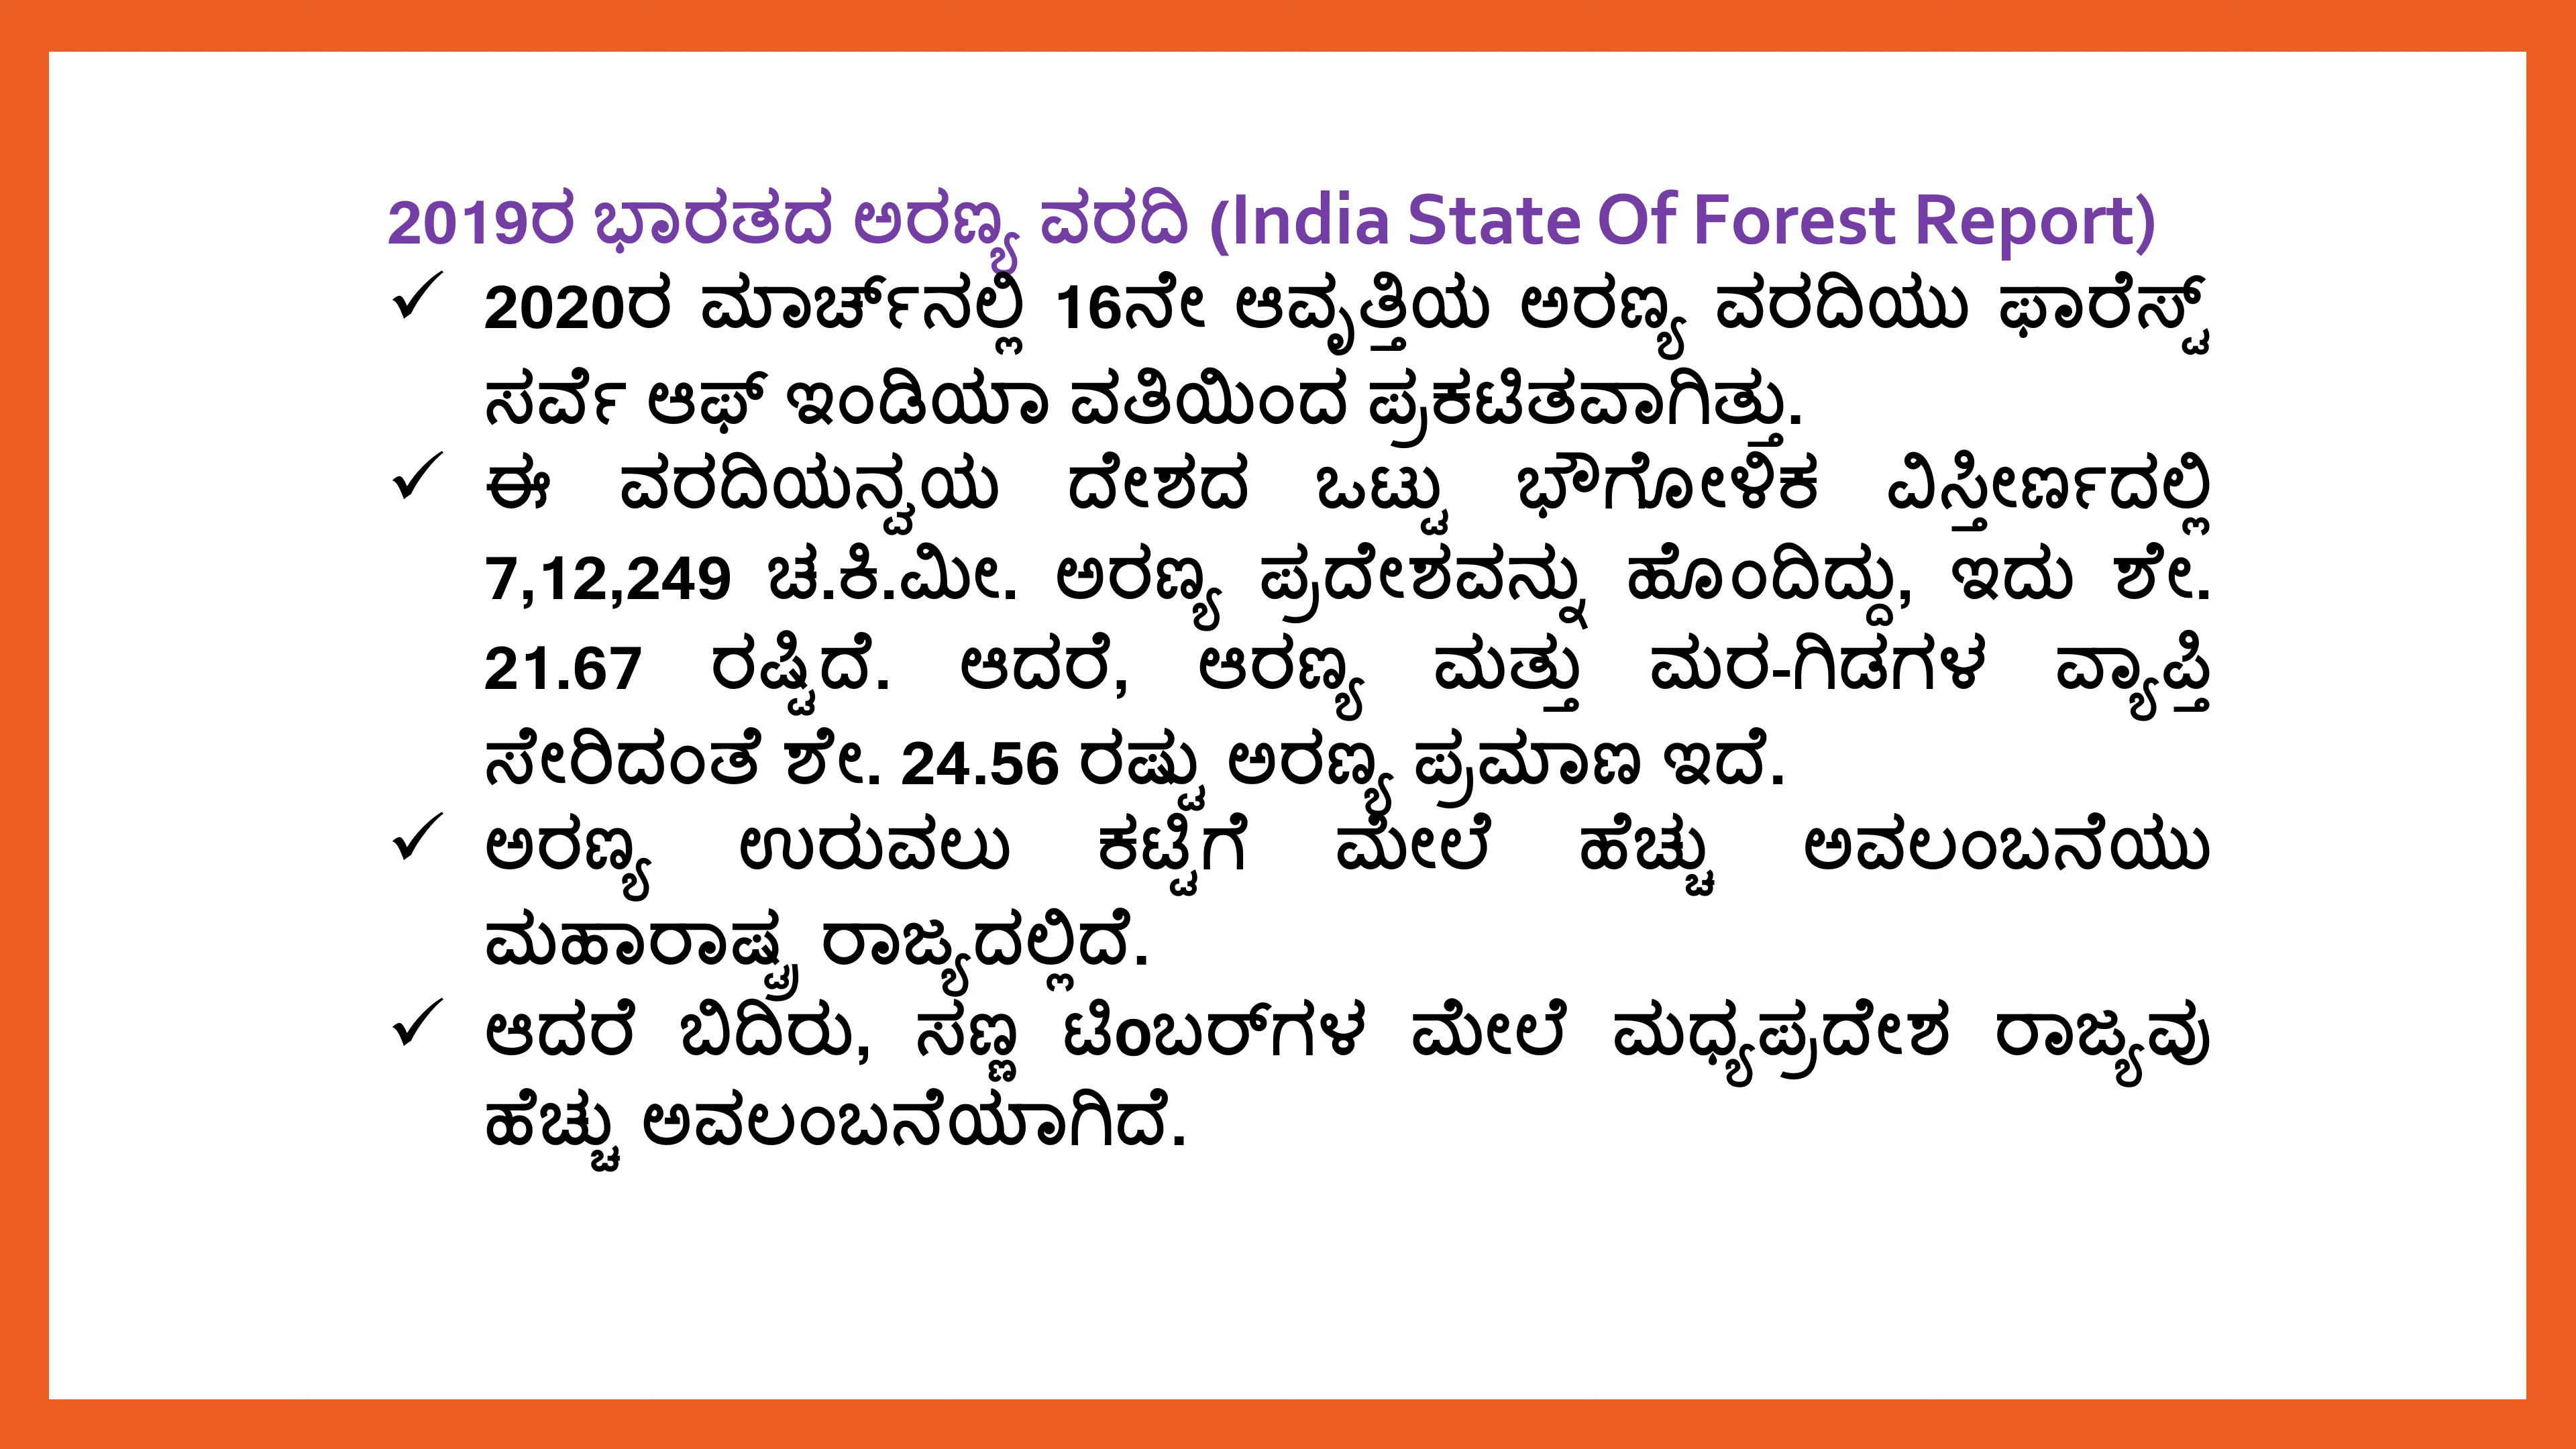 2019ರ ಭಾರತದ ಅರಣ್ಯ ವರದಿ (India State Of Forest Report)
✓ 2020ರ ಮಾರ್ಚ್‌ನಲ್ಲಿ 16ನೇ ಆವೃತ್ತಿಯ ಅರಣ್ಯ ವರದಿಯು ಫಾರೆಸ್ಟ್
ಸರ್ವೆ ಆಫ್ ಇಂಡಿಯಾ ವತಿಯಿಂದ ಪ್ರಕಟಿತವಾಗಿತ್ತು.
✓ ಈ ವರದಿಯನ್ವಯ ದೇಶದ ಒಟ್ಟು ಭೌಗೋಳಿಕ ವಿಸ್ತೀರ್ಣದಲ್ಲಿ
7,12,249 ಚ.ಕಿ.ಮೀ. ಅರಣ್ಯ ಪ್ರದೇಶವನ್ನು ಹೊಂದಿದ್ದು, ಇದು ಶೇ.
21.67 ರಷ್ಟಿದೆ. ಆದರೆ, ಆರಣ್ಯ ಮತ್ತು ಮರ-ಗಿಡಗಳ ವ್ಯಾಪ್ತಿ
ಸೇರಿದಂತೆ ಶೇ. 24.56 ರಷ್ಟು ಅರಣ್ಯ ಪ್ರಮಾಣ ಇದೆ.
✓ ಅರಣ್ಯ ಉರುವಲು ಕಟ್ಟಿಗೆ ಮೇಲೆ ಹೆಚ್ಚು ಅವಲಂಬನೆಯು
ಮಹಾರಾಷ್ಟ್ರ ರಾಜ್ಯದಲ್ಲಿದೆ.
✓ ಆದರೆ ಬಿದಿರು, ಸಣ್ಣ ಟಿಂಬರ್‌ಗಳ ಮೇಲೆ ಮಧ್ಯಪ್ರದೇಶ ರಾಜ್ಯವು
ಹೆಚ್ಚು ಅವಲಂಬನೆಯಾಗಿದೆ.